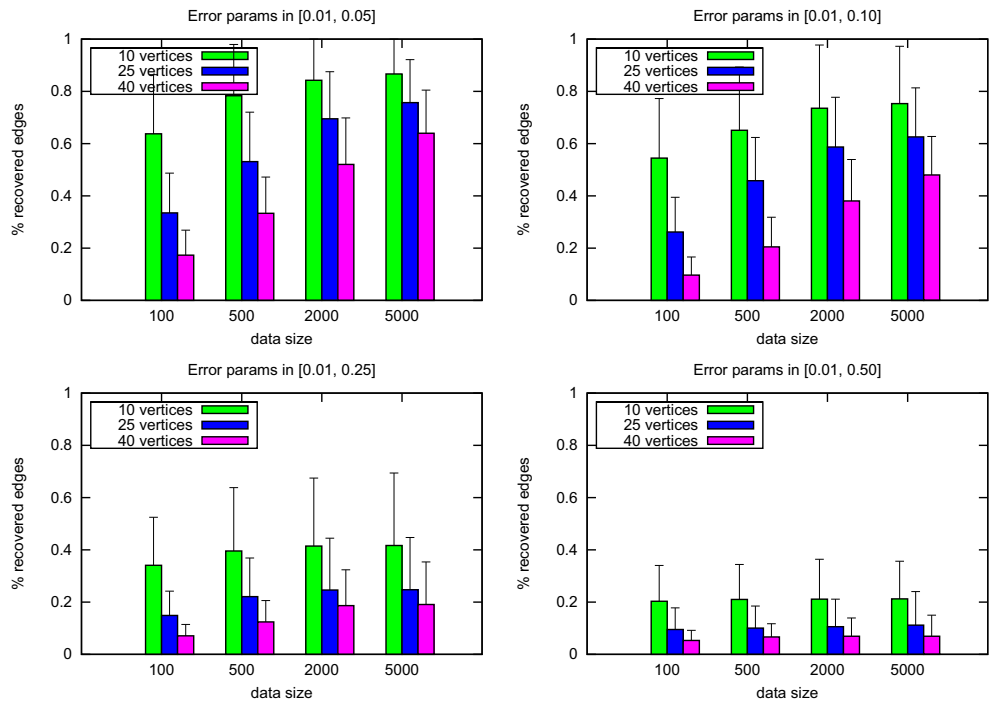 Error params in [0.01, 0.05]
% recovered edges
1
0.8
0.6
0.4
0.2
0
10 vertices
25 vertices
40 vertices
100 500 2000 5000
data size
Error params in [0.01, 0.10]
% recovered edges
1
0.8
0.6
0.4
0.2
0
10 vertices
25 vertices
40 vertices
100 500 2000 5000
data size
Error params in [0.01, 0.25]
% recovered edges
1
0.8
0.6
0.4
0.2
0
10 vertices
25 vertices
40 vertices
100 500 2000 5000
data size
Error params in [0.01, 0.50]
% recovered edges
1
0.8
0.6
0.4
0.2
0
10 vertices
25 vertices
40 vertices
100 500 2000 5000
data size